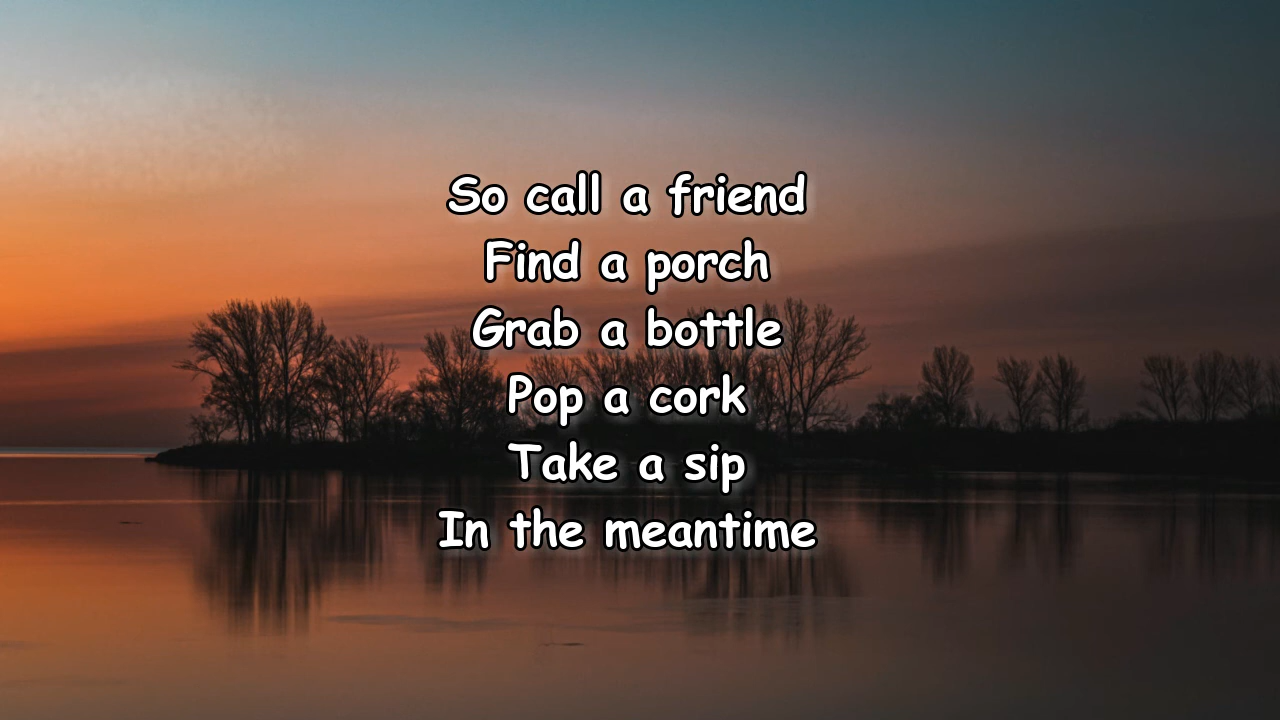 So call a friend
Find a porch
Grab a bottle
Pop a cork
Take a sip
In the meantime